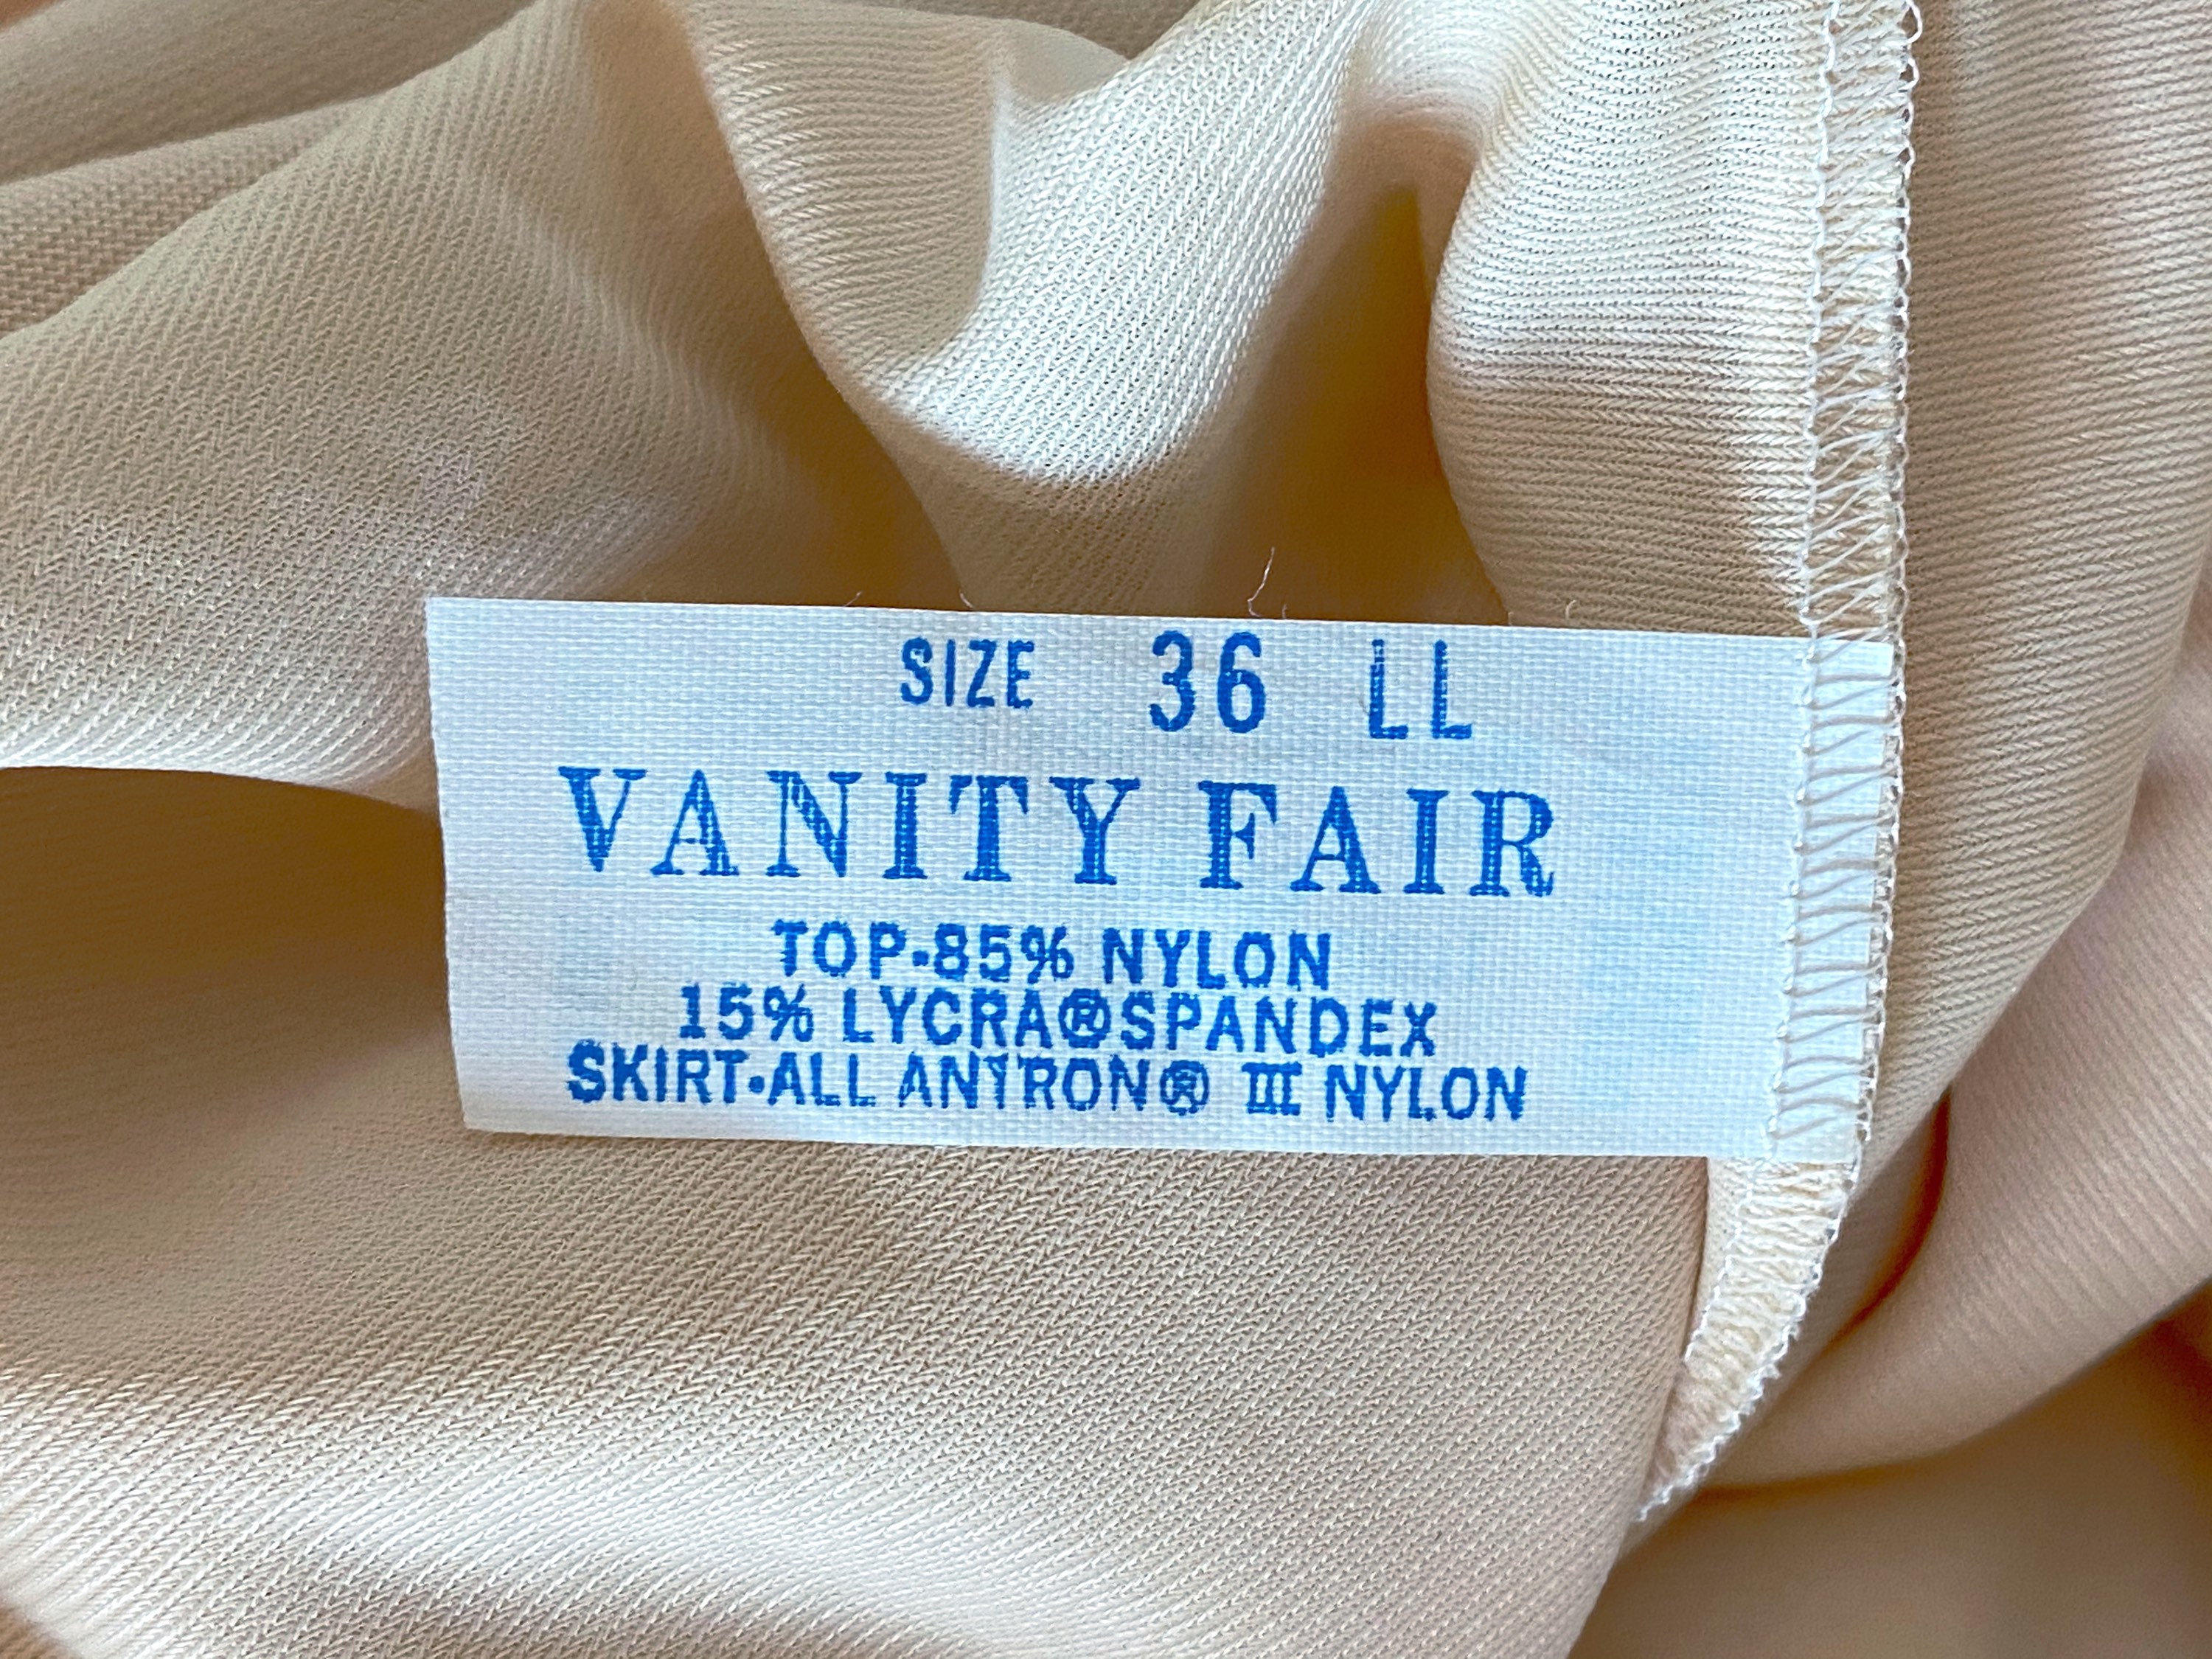 SIZE 36 LL
VANITY FAIR
TOP-85% NYLON
15% LYCRA®SPANDEX
SKIRT-ALL ANTRON® III NYLON